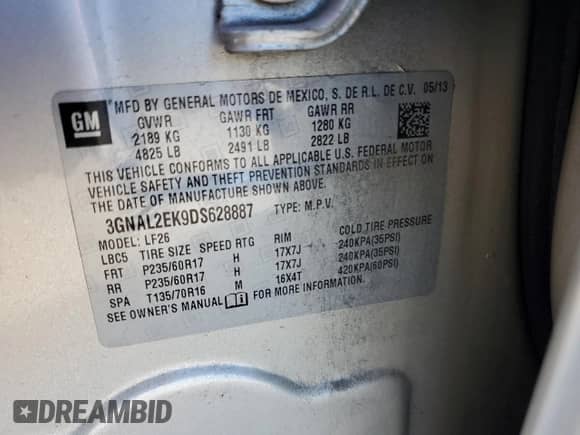 GM
*MFD BY GENERAL MOTORS DE MEXICO, S. DE R.L. DE C.V. 05/13
GVWR GAWR FRT GAWR RR
2189 KG 1130 KG 1280 KG
4825 LB 2491 LB 2822 LB
THIS VEHICLE CONFORMS TO ALL APPLICABLE U.S. FEDERAL MOTOR
VEHICLE SAFETY AND THEFT PREVENTION STANDARDS IN EFFECT ON
THE DATE OF MANUFACTURE SHOWN ABOVE.
3GNAL2EK9DS628887 TYPE: M.P.V.
MODEL: LF26
LBC5 TIRE SIZE SPEED RTG RIM COLD TIRE PRESSURE
FRT P235/60R17 H 17X7J 240KPA(35PSI)
RR P235/60R17 H 17X7J 240KPA(35PSI)
SPA T135/70R16 M 16X4T 420KPA(60PSI)
SEE OWNER'S MANUAL FOR MORE INFORMATION.
DREAMBID